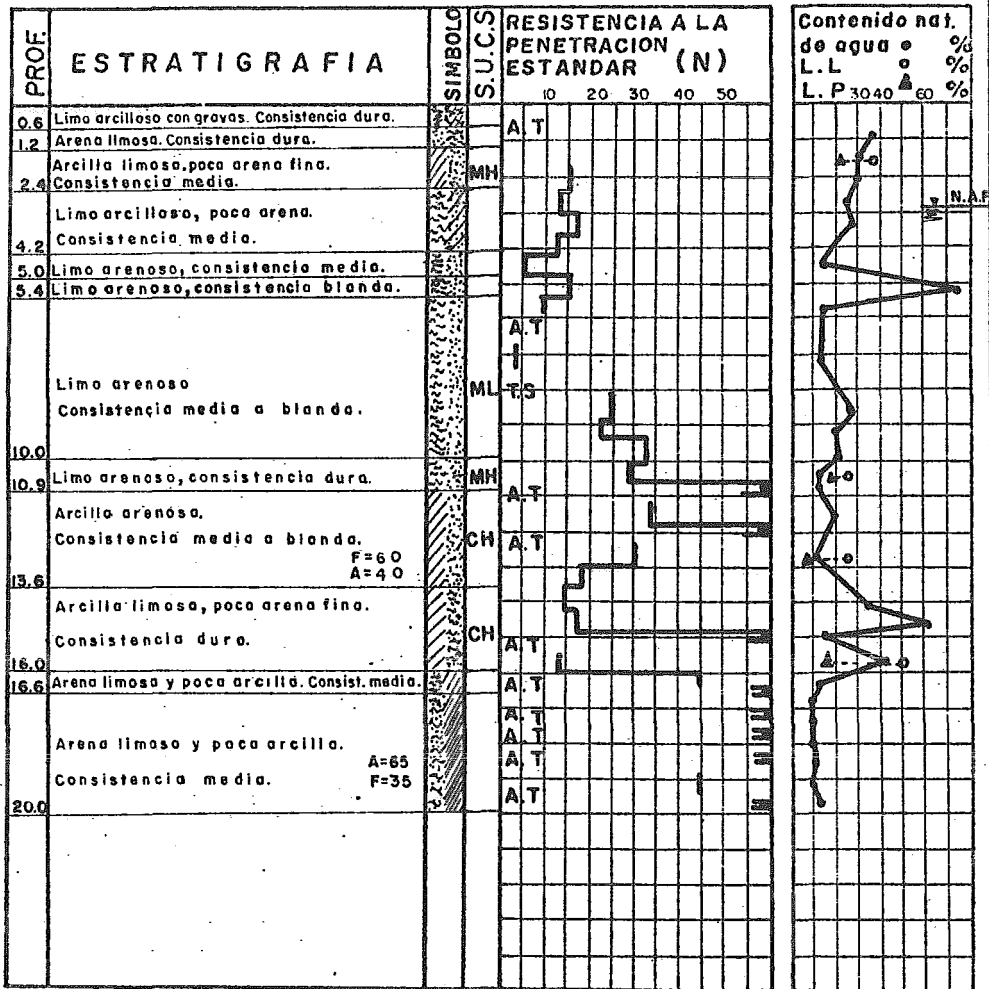 PROF.
ESTRATIGRAFIA
SIMBOLO
S.U.C.S
RESISTENCIA A LA
PENETRACION
ESTANDAR (N)
10 20 30 40 50
Contenido nat.
de agua %
L.L %
L.P %
30 40 60
0.6
Limo arcilloso con gravas. Consistencia dura.
A.T
1.2
Arena limosa. Consistencia dura.
Arcilla limosa, poca arena fina.
2.4
Consistencia media.
MH
N.A.F
Limo arcilloso, poca arena.
Consistencia media.
4.2
5.0
Limo arenoso, consistencia media.
5.4
Limo arenoso, consistencia blanda.
A.T
Limo arenoso
ML
T.S
Consistencia media a blanda.
10.0
Limo arenoso, consistencia dura.
MH
10.9
A.T
Arcilla arenosa.
Consistencia media a blanda.
CH
A.T
F=60
A=40
13.6
Arcilla limosa, poca arena fina.
Consistencia dura.
CH
A.T
16.0
Arena limosa y poca arcilla. Consist. media.
A.T
16.6
A.T
A.T
Arena limosa y poca arcilla.
A=65
A.T
Consistencia media.
F=35
A.T
20.0